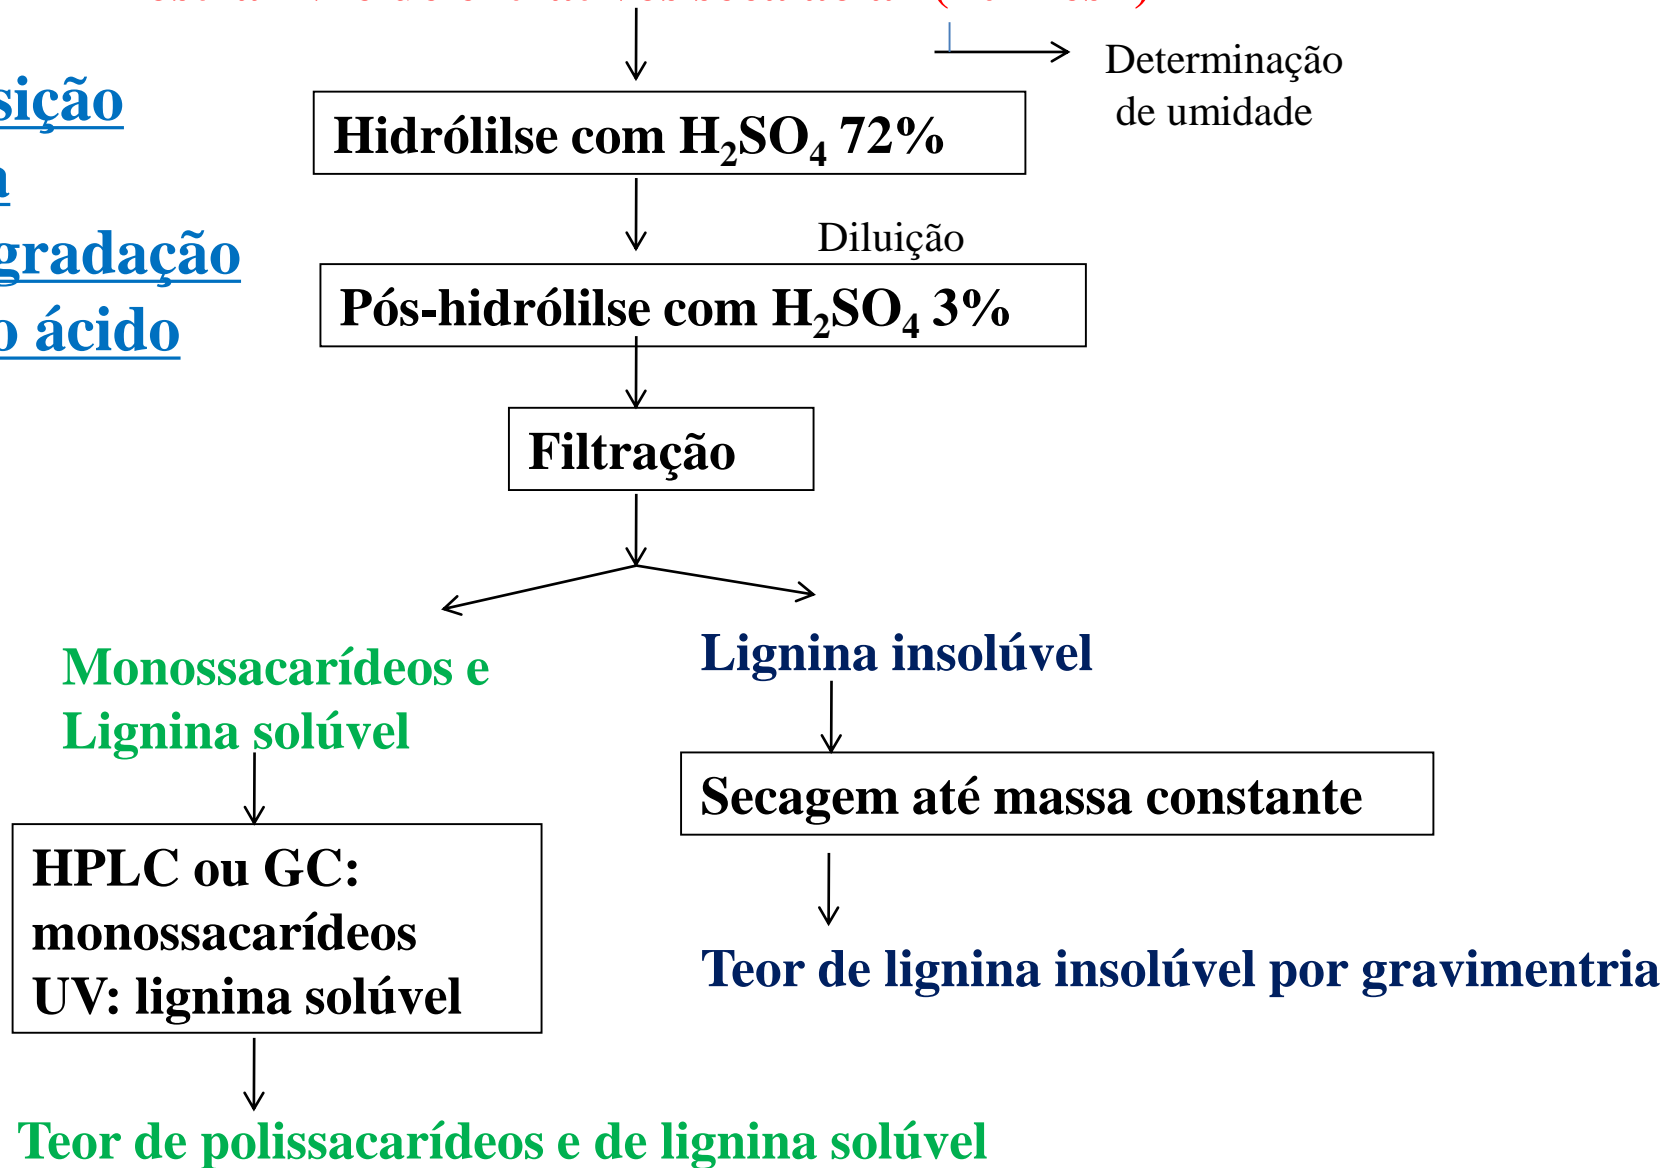 Determinação
de umidade
sição
a
gradação
o ácido
Hidrólilse com H₂SO₄ 72%
Diluição
Pós-hidrólilse com H₂SO₄ 3%
Filtração
Monossacarídeos e
Lignina solúvel
Lignina insolúvel
Secagem até massa constante
HPLC ou GC:
monossacarídeos
UV: lignina solúvel
Teor de lignina insolúvel por gravimentria
Teor de polissacarídeos e de lignina solúvel